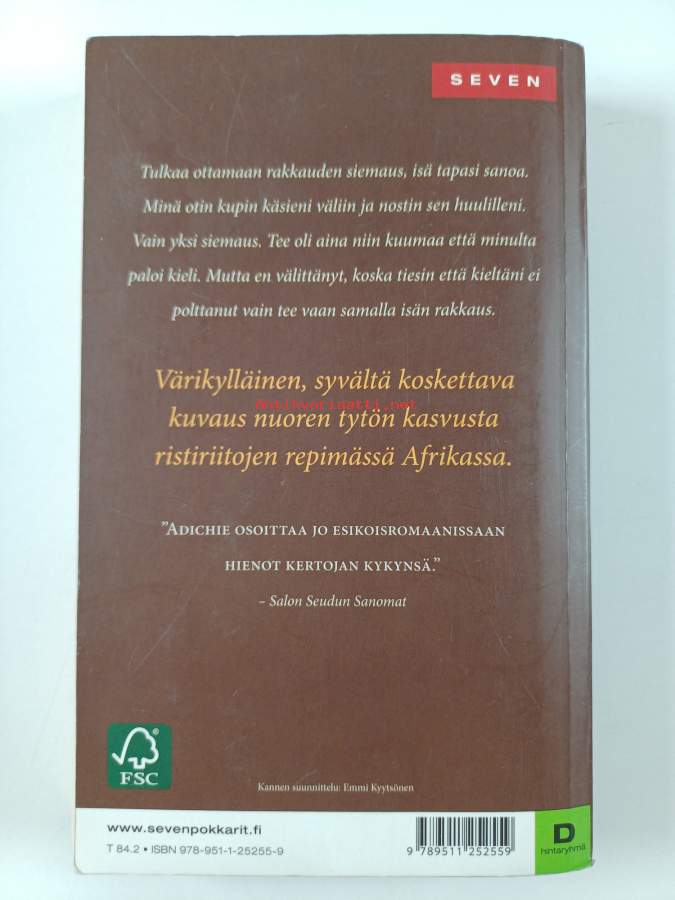 SEVEN
Tulkaa ottamaan rakkauden siemaus, isä tapasi sanoa.
Minä otin kupin käsieni väliin ja nostin sen huulilleni.
Vain yksi siemaus. Tee oli aina niin kuumaa että minulta
paloi kieli. Mutta en välittänyt, koska tiesin että kieltäni ei
polttanut vain tee vaan samalla isän rakkaus.
Värikylläinen, syvältä koskettava
Antikvariaatti.net
kuvaus nuoren tytön kasvusta
ristiriitojen repimässä Afrikassa.
”ADICHIE OSOITTAA JO ESIKOISROMAANISSAAN
HIENOT KERTOJAN KYKYNSÄ.”
– Salon Seudun Sanomat
FSC
Kannen suunnittelu: Emmi Kyytsönen
www.sevenpokkarit.fi
T 84.2 • ISBN 978-951-1-25255-9
9 789511 252559
D
hintaryhmä